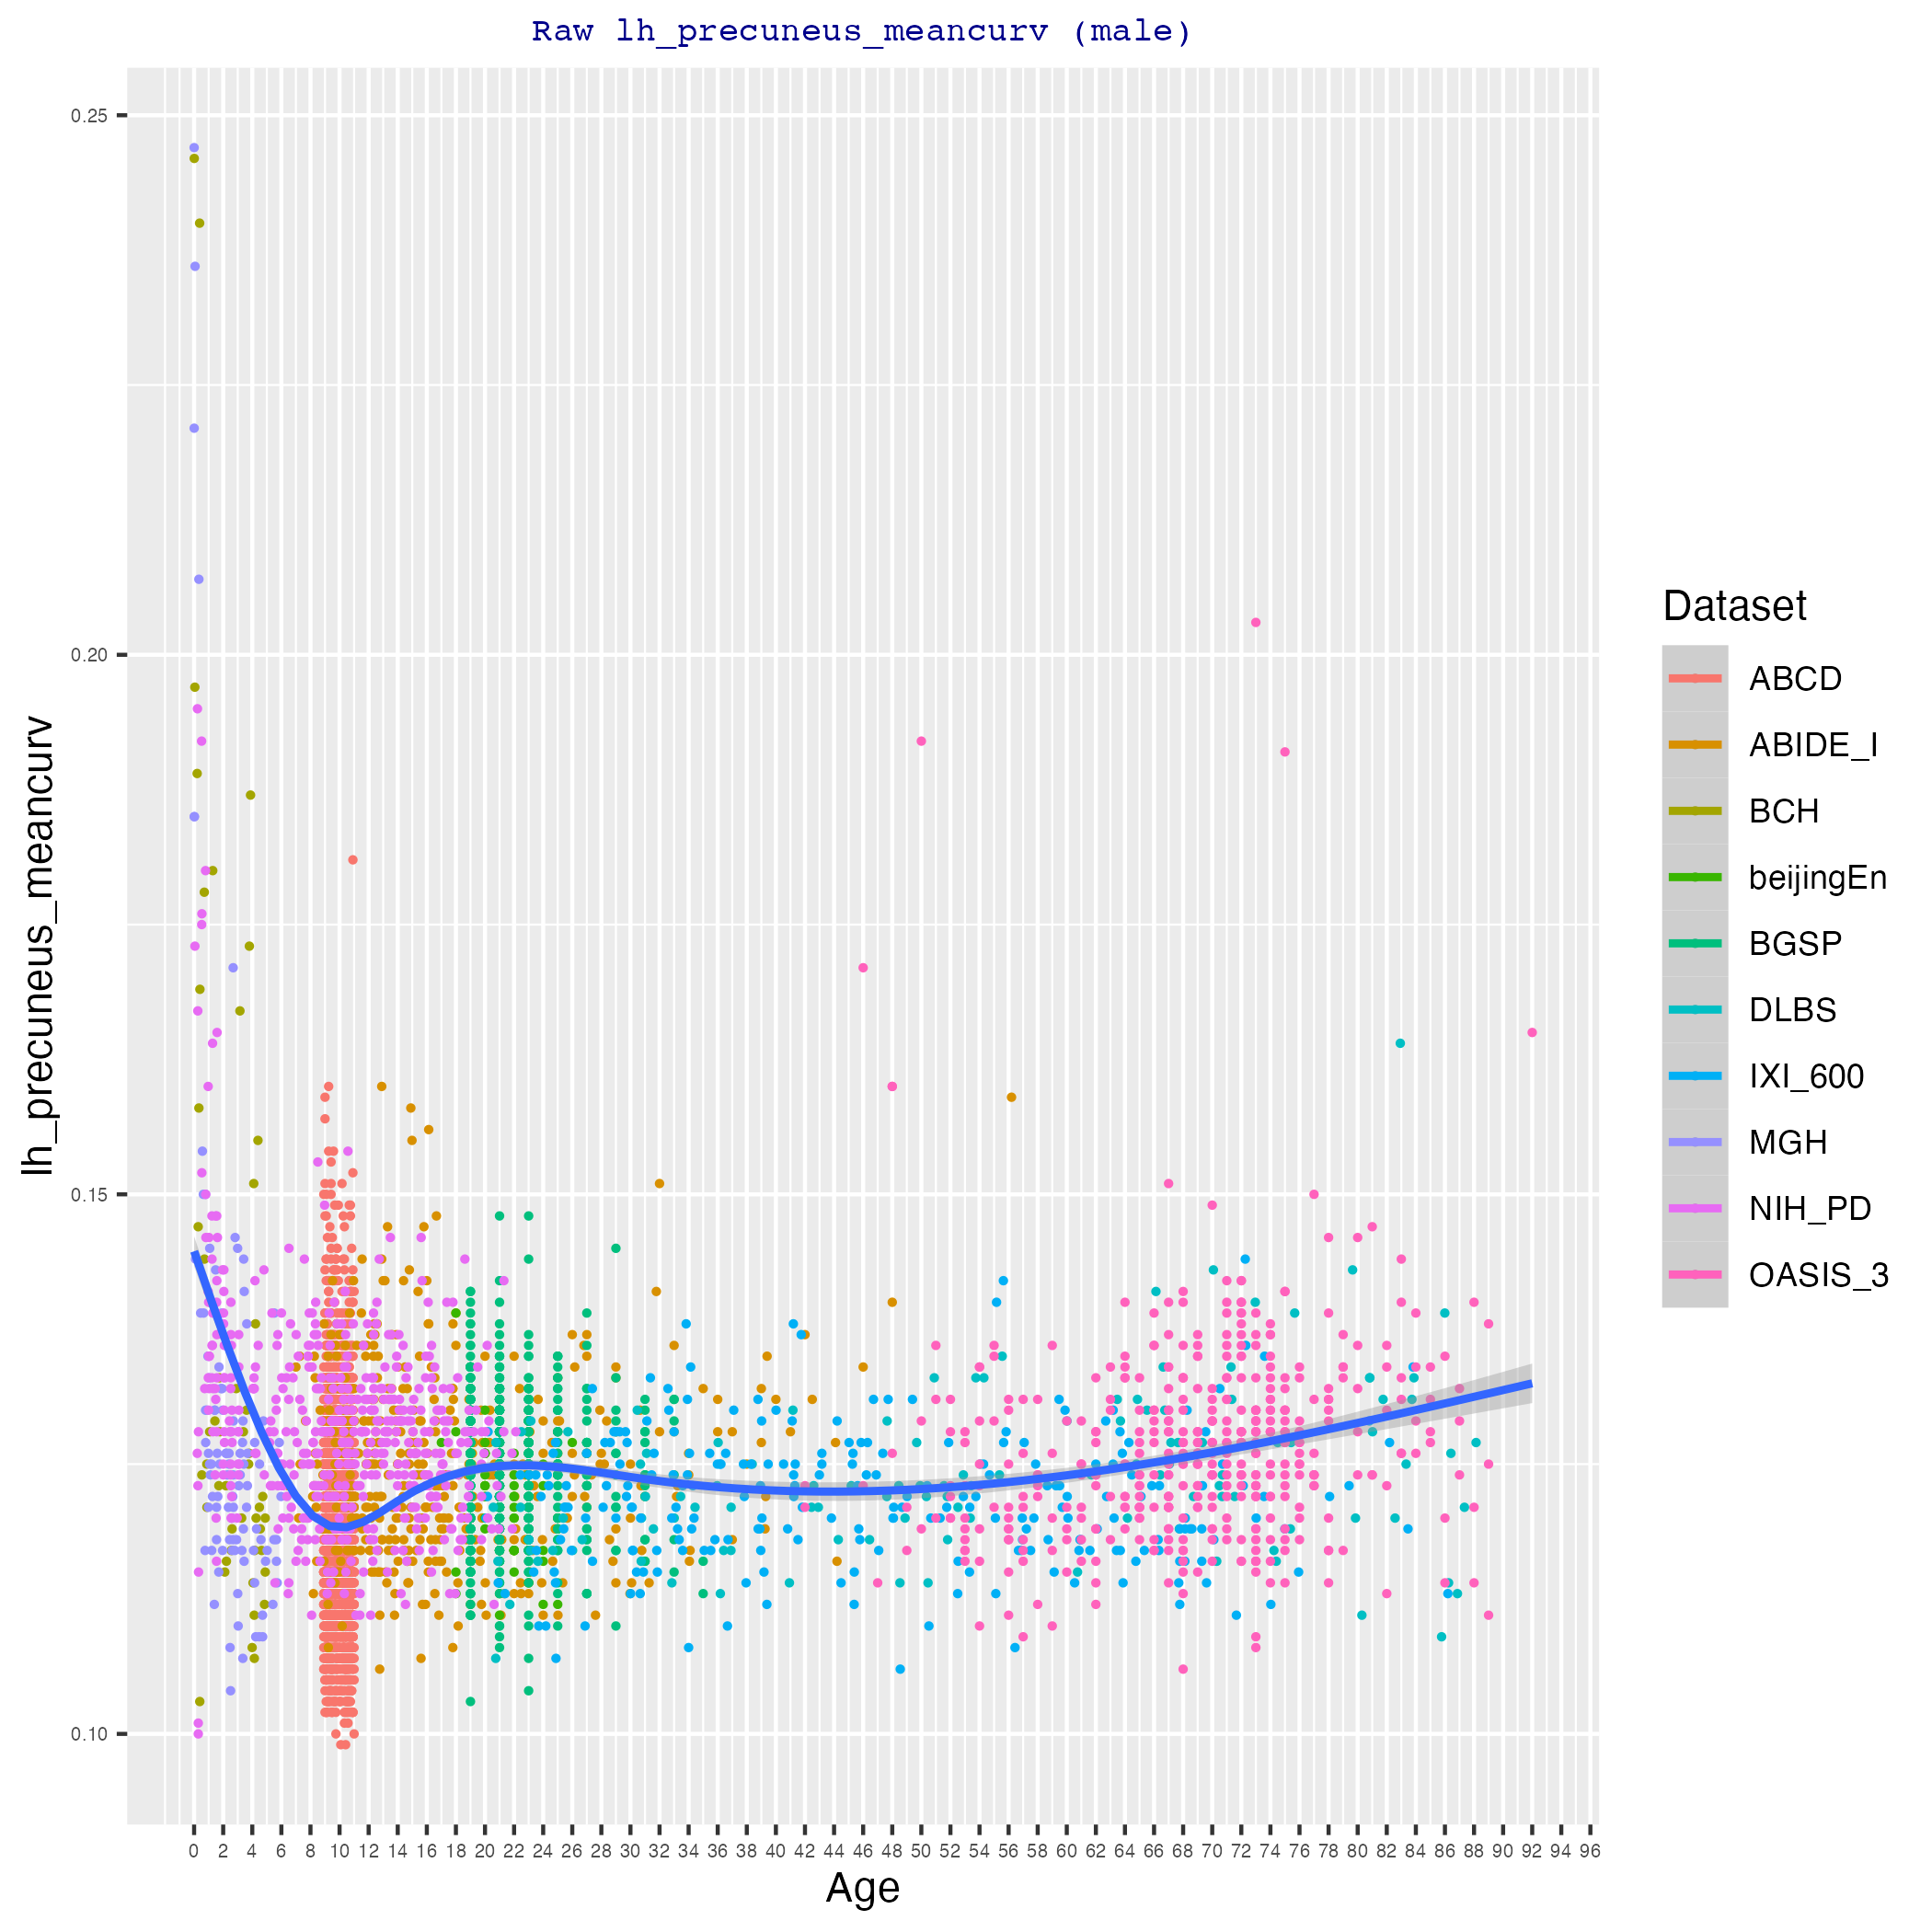 Raw lh_precuneus_meancurv (male)
0.25
0.20
0.15
0.10
lh_precuneus_meancurv
0 2 4 6 8 10 12 14 16 18 20 22 24 26 28 30 32 34 36 38 40 42 44 46 48 50 52 54 56 58 60 62 64 66 68 70 72 74 76 78 80 82 84 86 88 90 92 94 96
Age
Dataset
ABCD
ABIDE_I
BCH
beijingEn
BGSP
DLBS
IXI_600
MGH
NIH_PD
OASIS_3